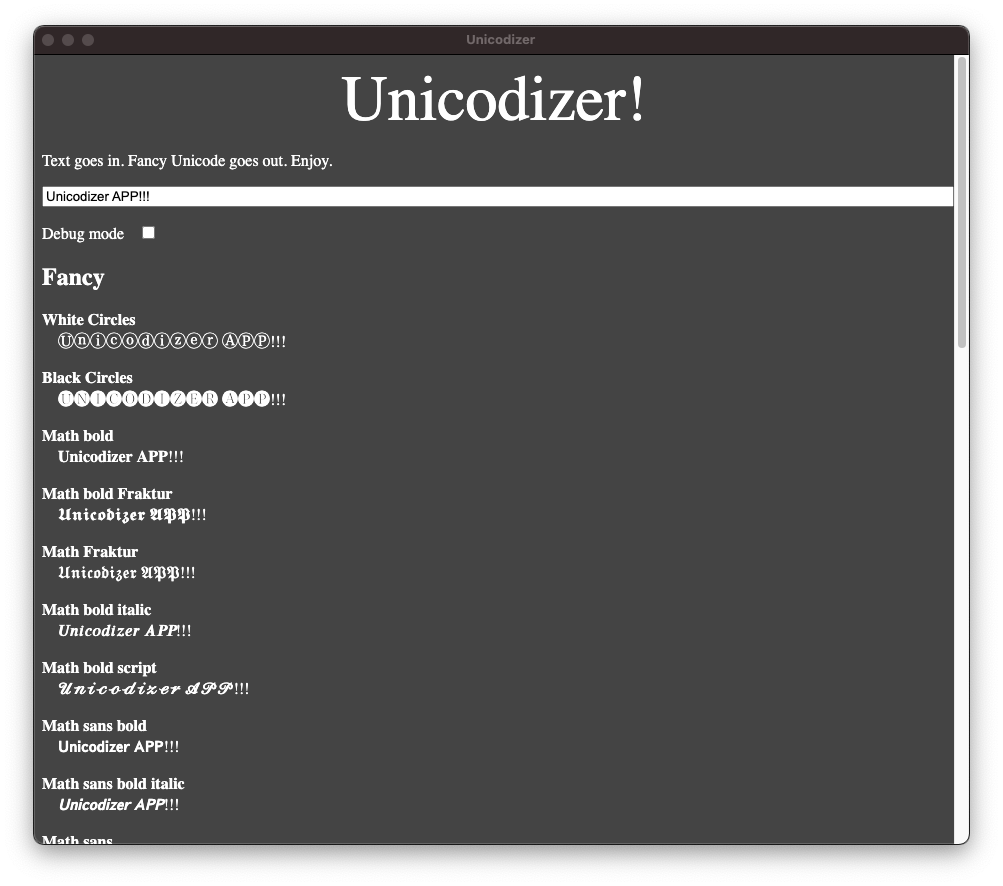 Unicodizer
Unicodizer!
Text goes in. Fancy Unicode goes out. Enjoy.
Unicodizer APP!!!
Debug mode
Fancy
White Circles
Ⓤⓝⓘⓒⓞⓓⓘⓩⓔⓡ ⒶⓅⓅ!!!
Black Circles
🅤🅝🅘🅒🅞🅓🅘🅩🅔🅡 🅐🅟🅟!!!
Math bold
𝐔𝐧𝐢𝐜𝐨𝐝𝐢𝐳𝐞𝐫 𝐀𝐏𝐏!!!
Math bold Fraktur
𝖀𝖓𝖎𝖈𝖔𝖉𝖎𝖟𝖊𝖗 𝕬𝕻𝕻!!!
Math Fraktur
𝔘𝔫𝔦𝔠𝔬𝔡𝔦𝔷𝔢𝔯 𝔄𝔓𝔓!!!
Math bold italic
𝑼𝒏𝒊𝒄𝒐𝒅𝒊𝒛𝒆𝒓 𝑨𝑷𝑷!!!
Math bold script
𝓤𝓷𝓲𝓬𝓸𝓭𝓲𝔃𝓮𝓻 𝓐𝓟𝓟!!!
Math sans bold
𝗨𝗻𝗶𝗰𝗼𝗱𝗶𝘇𝗲𝗿 𝗔𝗣𝗣!!!
Math sans bold italic
𝙐𝙣𝙞𝙘𝙤𝙙𝙞𝙯𝙚𝙧 𝘼𝙋𝙋!!!
Math sans